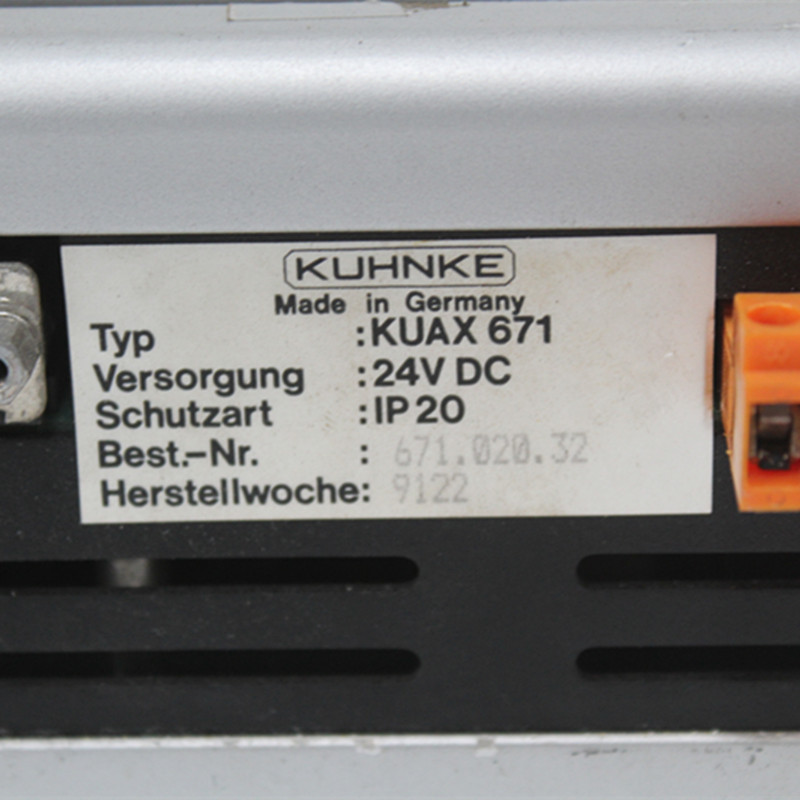 KUHNKE
Made in Germany
Typ :KUAX 671
Versorgung :24V DC
Schutzart :IP20
Best.-Nr. : 671.020.32
Herstellwoche: 9122